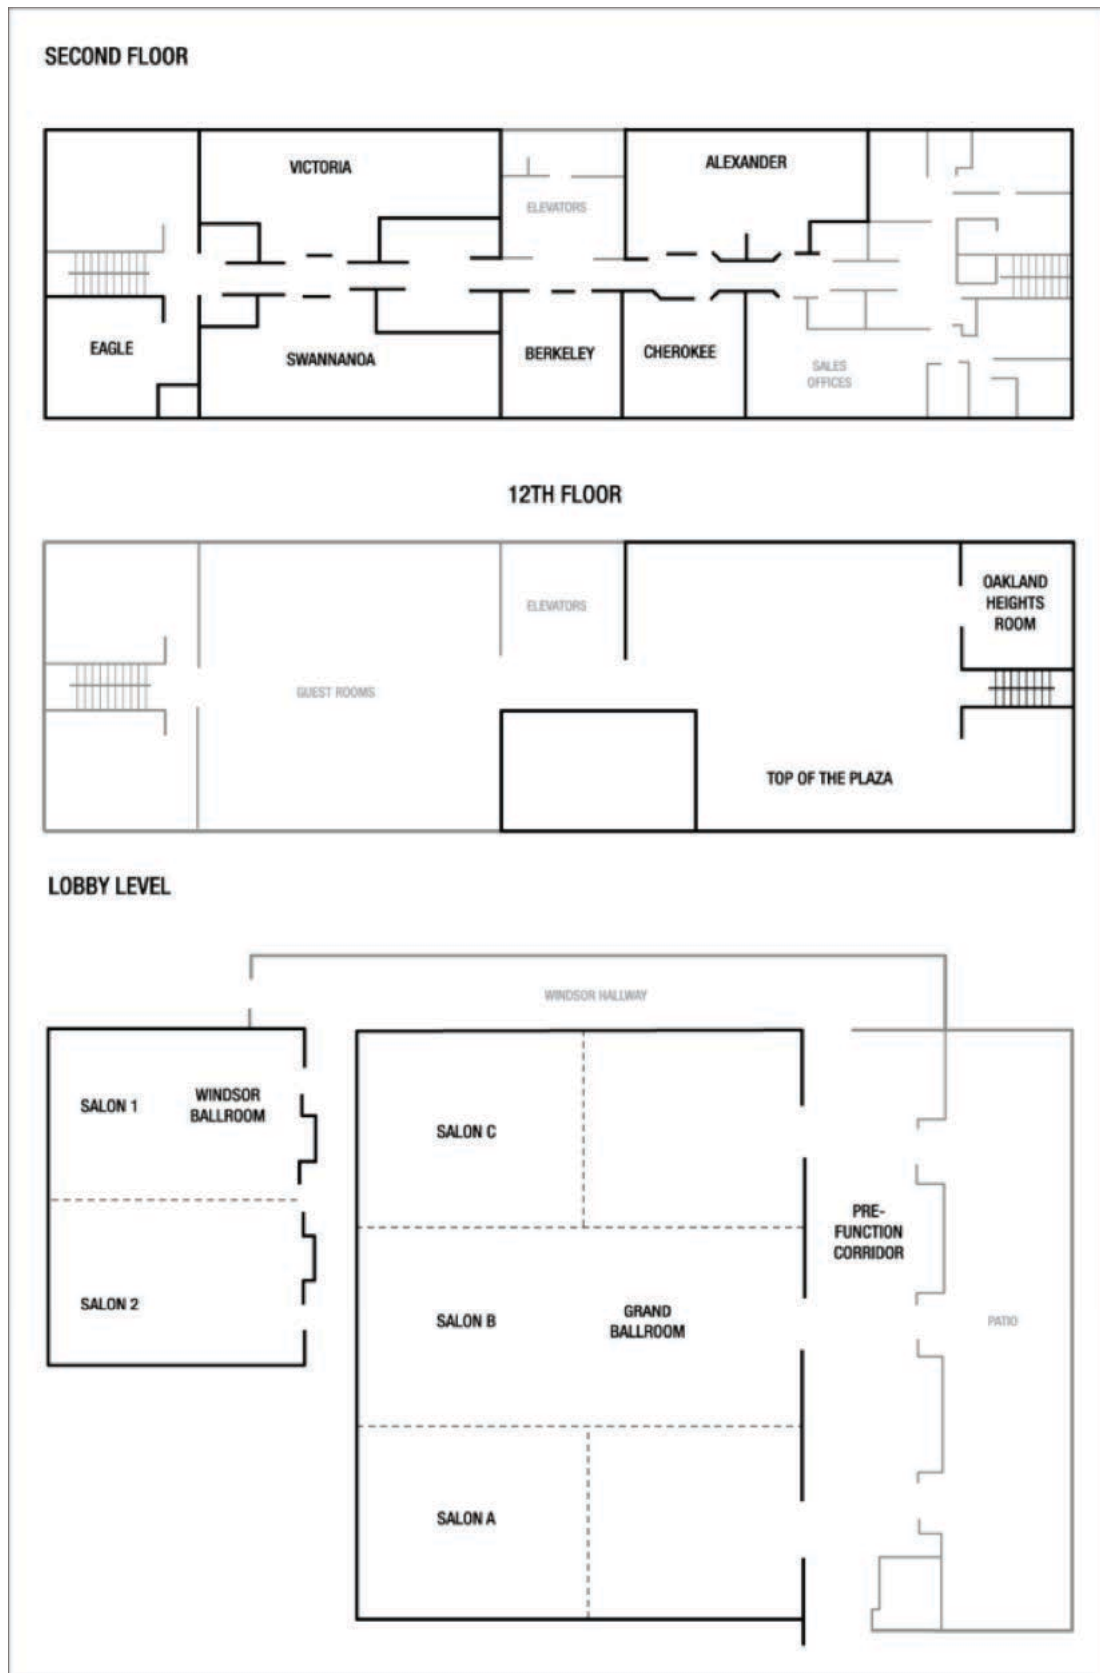 SECOND FLOOR
VICTORIA
ALEXANDER
ELEVATORS
EAGLE
SWANNANOA
BERKELEY
CHEROKEE
SALES
OFFICES
12TH FLOOR
OAKLAND
HEIGHTS
ROOM
ELEVATORS
GUEST ROOMS
TOP OF THE PLAZA
LOBBY LEVEL
WINDSOR HALLWAY
SALON 1
WINDSOR
BALLROOM
SALON C
PRE-
FUNCTION
CORRIDOR
SALON 2
SALON B
GRAND
BALLROOM
PATIO
SALON A